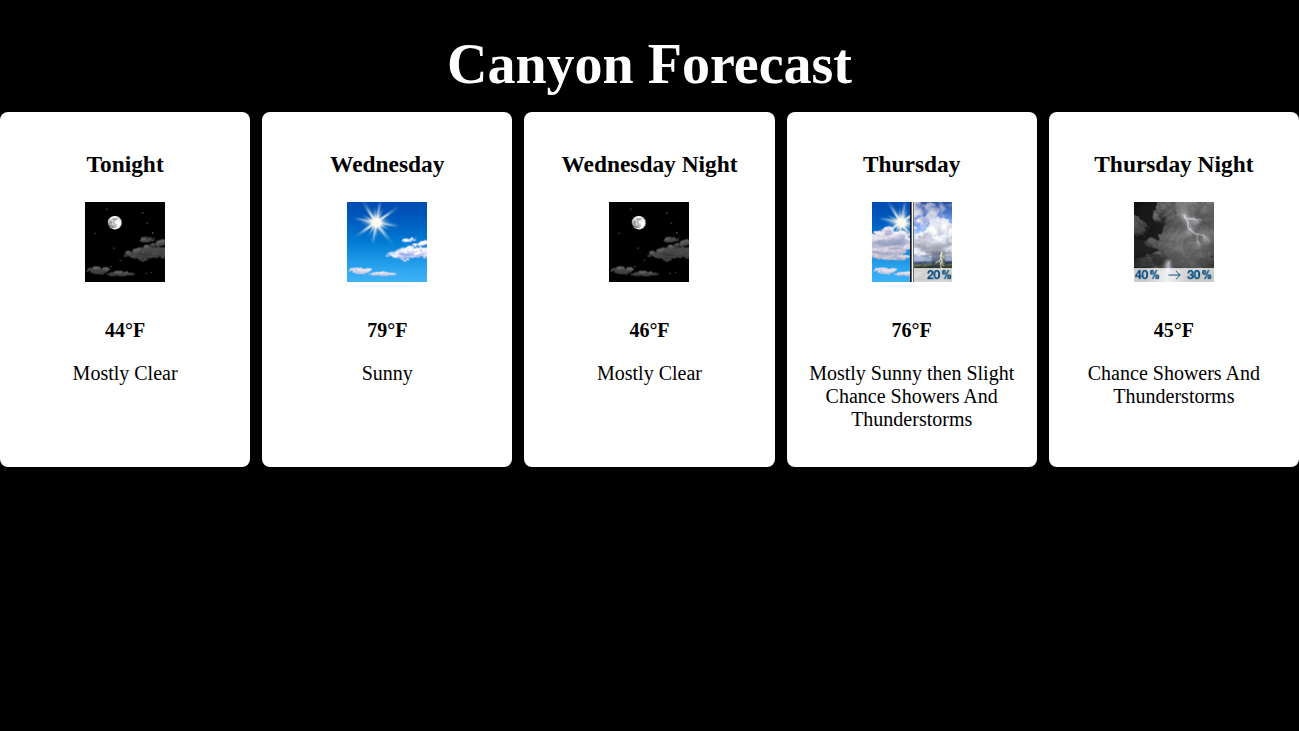 Canyon Forecast
Tonight
44°F
Mostly Clear
Wednesday
79°F
Sunny
Wednesday Night
46°F
Mostly Clear
Thursday
20%
76°F
Mostly Sunny then Slight
Chance Showers And
Thunderstorms
Thursday Night
40% → 30%
45°F
Chance Showers And
Thunderstorms